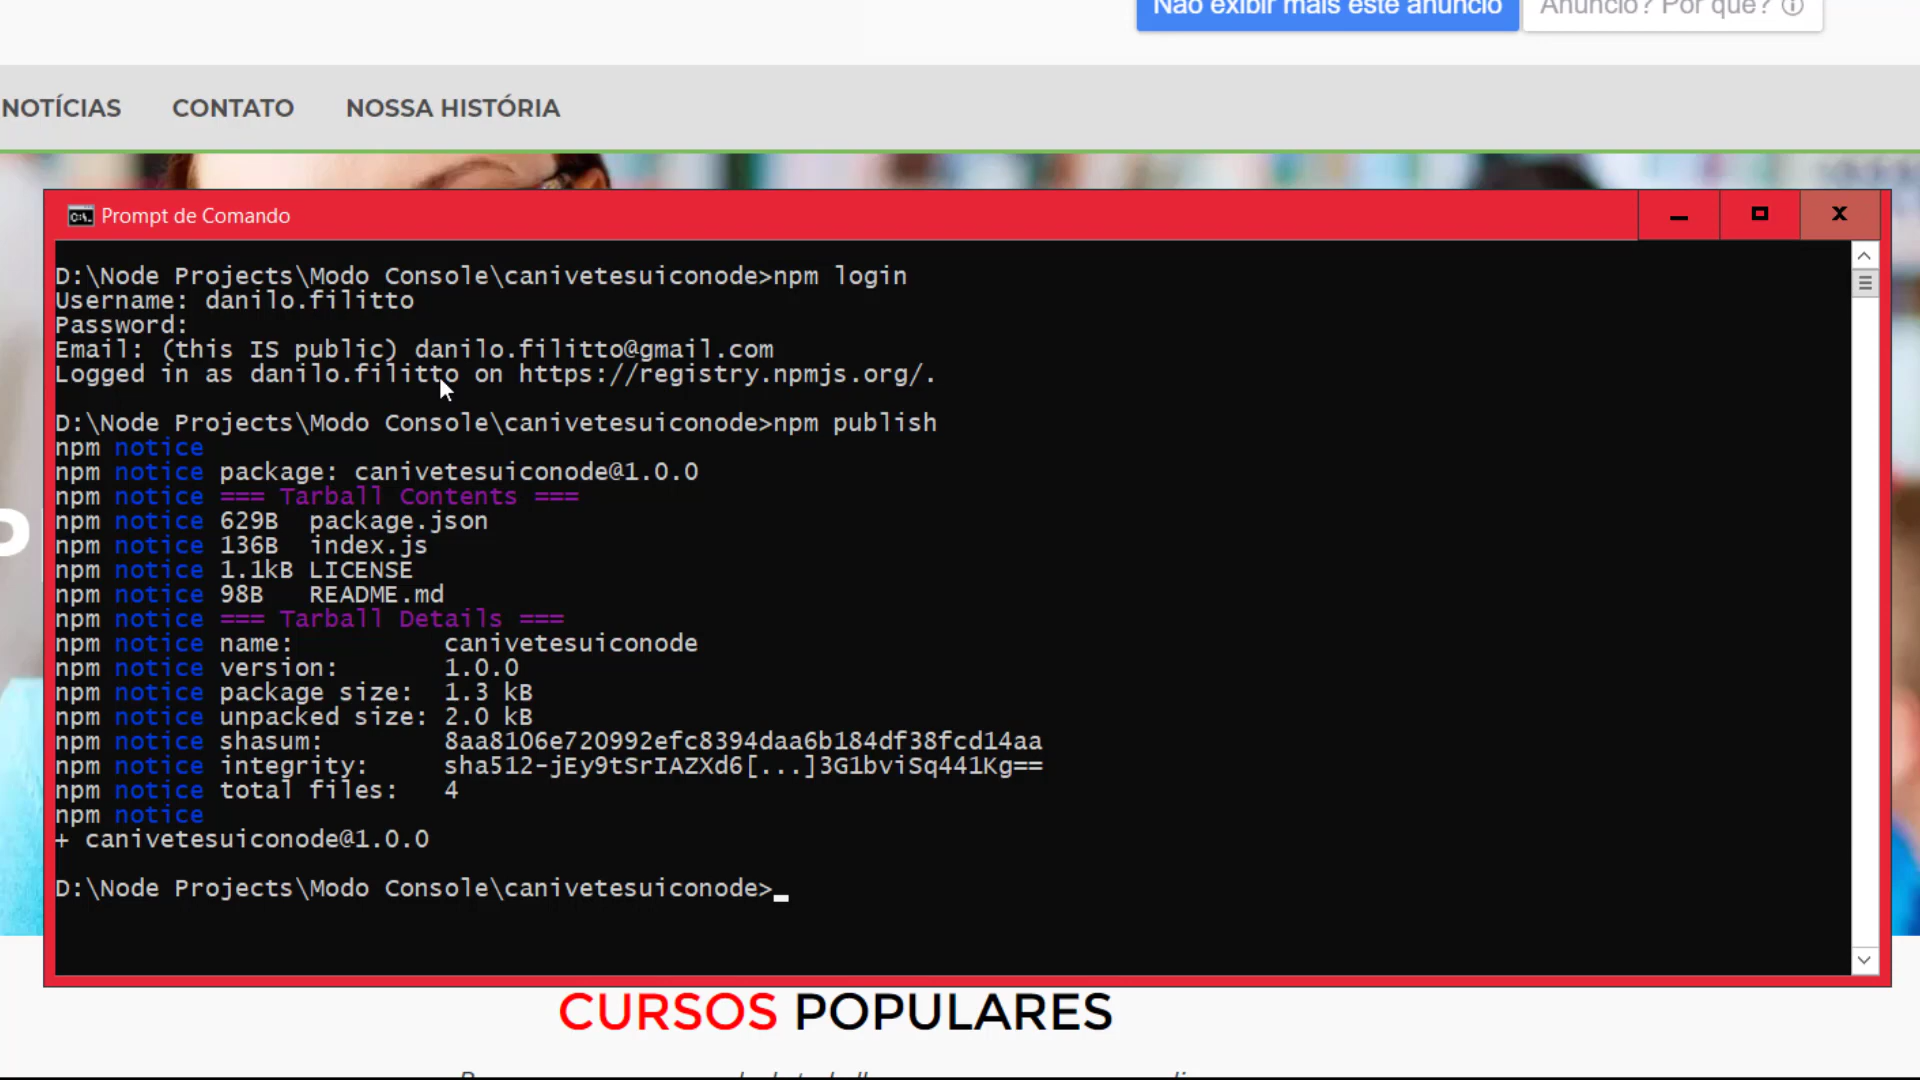 Não exibir mais este anúncio
Anúncio? Por quê?
NOTÍCIAS CONTATO NOSSA HISTÓRIA
Prompt de Comando
D:\Node Projects\Modo Console\canivetesuiconode>npm login
Username: danilo.filitto
Password:
Email: (this IS public) danilo.filitto@gmail.com
Logged in as danilo.filitto on https://registry.npmjs.org/.
D:\Node Projects\Modo Console\canivetesuiconode>npm publish
npm notice
npm notice package: canivetesuiconode@1.0.0
npm notice === Tarball Contents ===
npm notice 629B package.json
npm notice 136B index.js
npm notice 1.1kB LICENSE
npm notice 98B README.md
npm notice === Tarball Details ===
npm notice name: canivetesuiconode
npm notice version: 1.0.0
npm notice package size: 1.3 kB
npm notice unpacked size: 2.0 kB
npm notice shasum: 8aa8106e720992efc8394daa6b184df38fcd14aa
npm notice integrity: sha512-jEy9tSrIAZXd6[...]3G1bviSq441Kg==
npm notice total files: 4
npm notice
+ canivetesuiconode@1.0.0
D:\Node Projects\Modo Console\canivetesuiconode>
CURSOS POPULARES